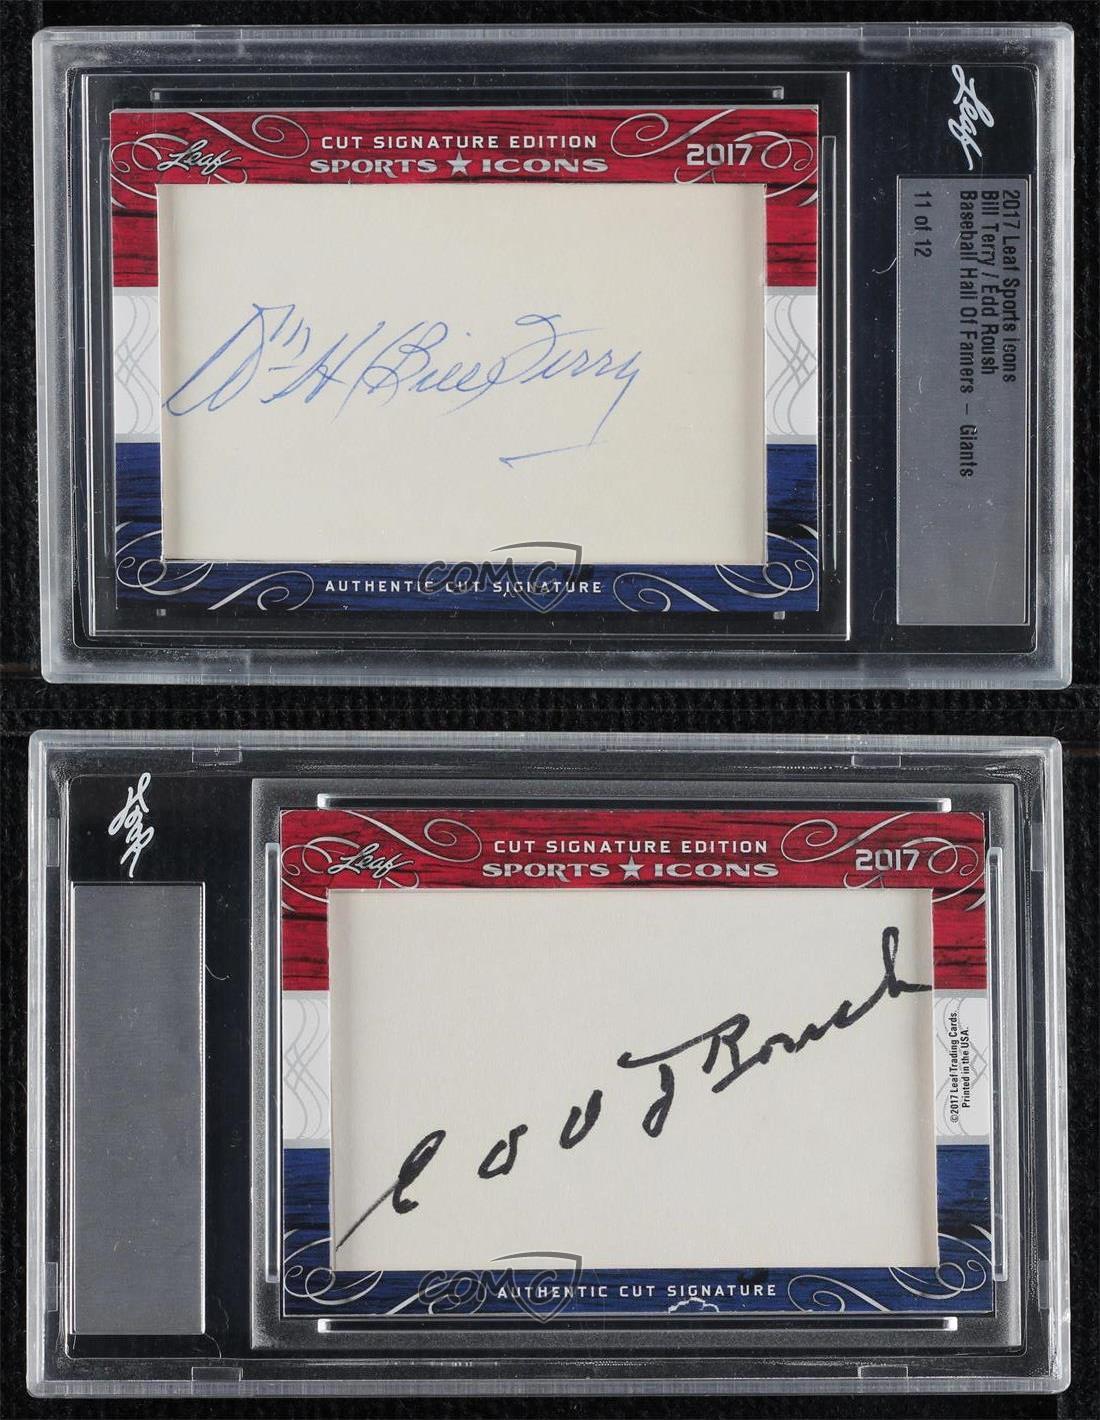 Leaf
CUT SIGNATURE EDITION
SPORTS ★ ICONS
2017
Wm H Bill Terry
AUTHENTIC CUT SIGNATURE
COMC
Leaf
2017 Leaf Sports Icons
Bill Terry / Edd Roush
Baseball Hall Of Famers – Giants
11 of 12
Leaf
Leaf
CUT SIGNATURE EDITION
SPORTS ★ ICONS
2017
Edd J Roush
©2017 Leaf Trading Cards.
Printed in the USA.
AUTHENTIC CUT SIGNATURE
COMC